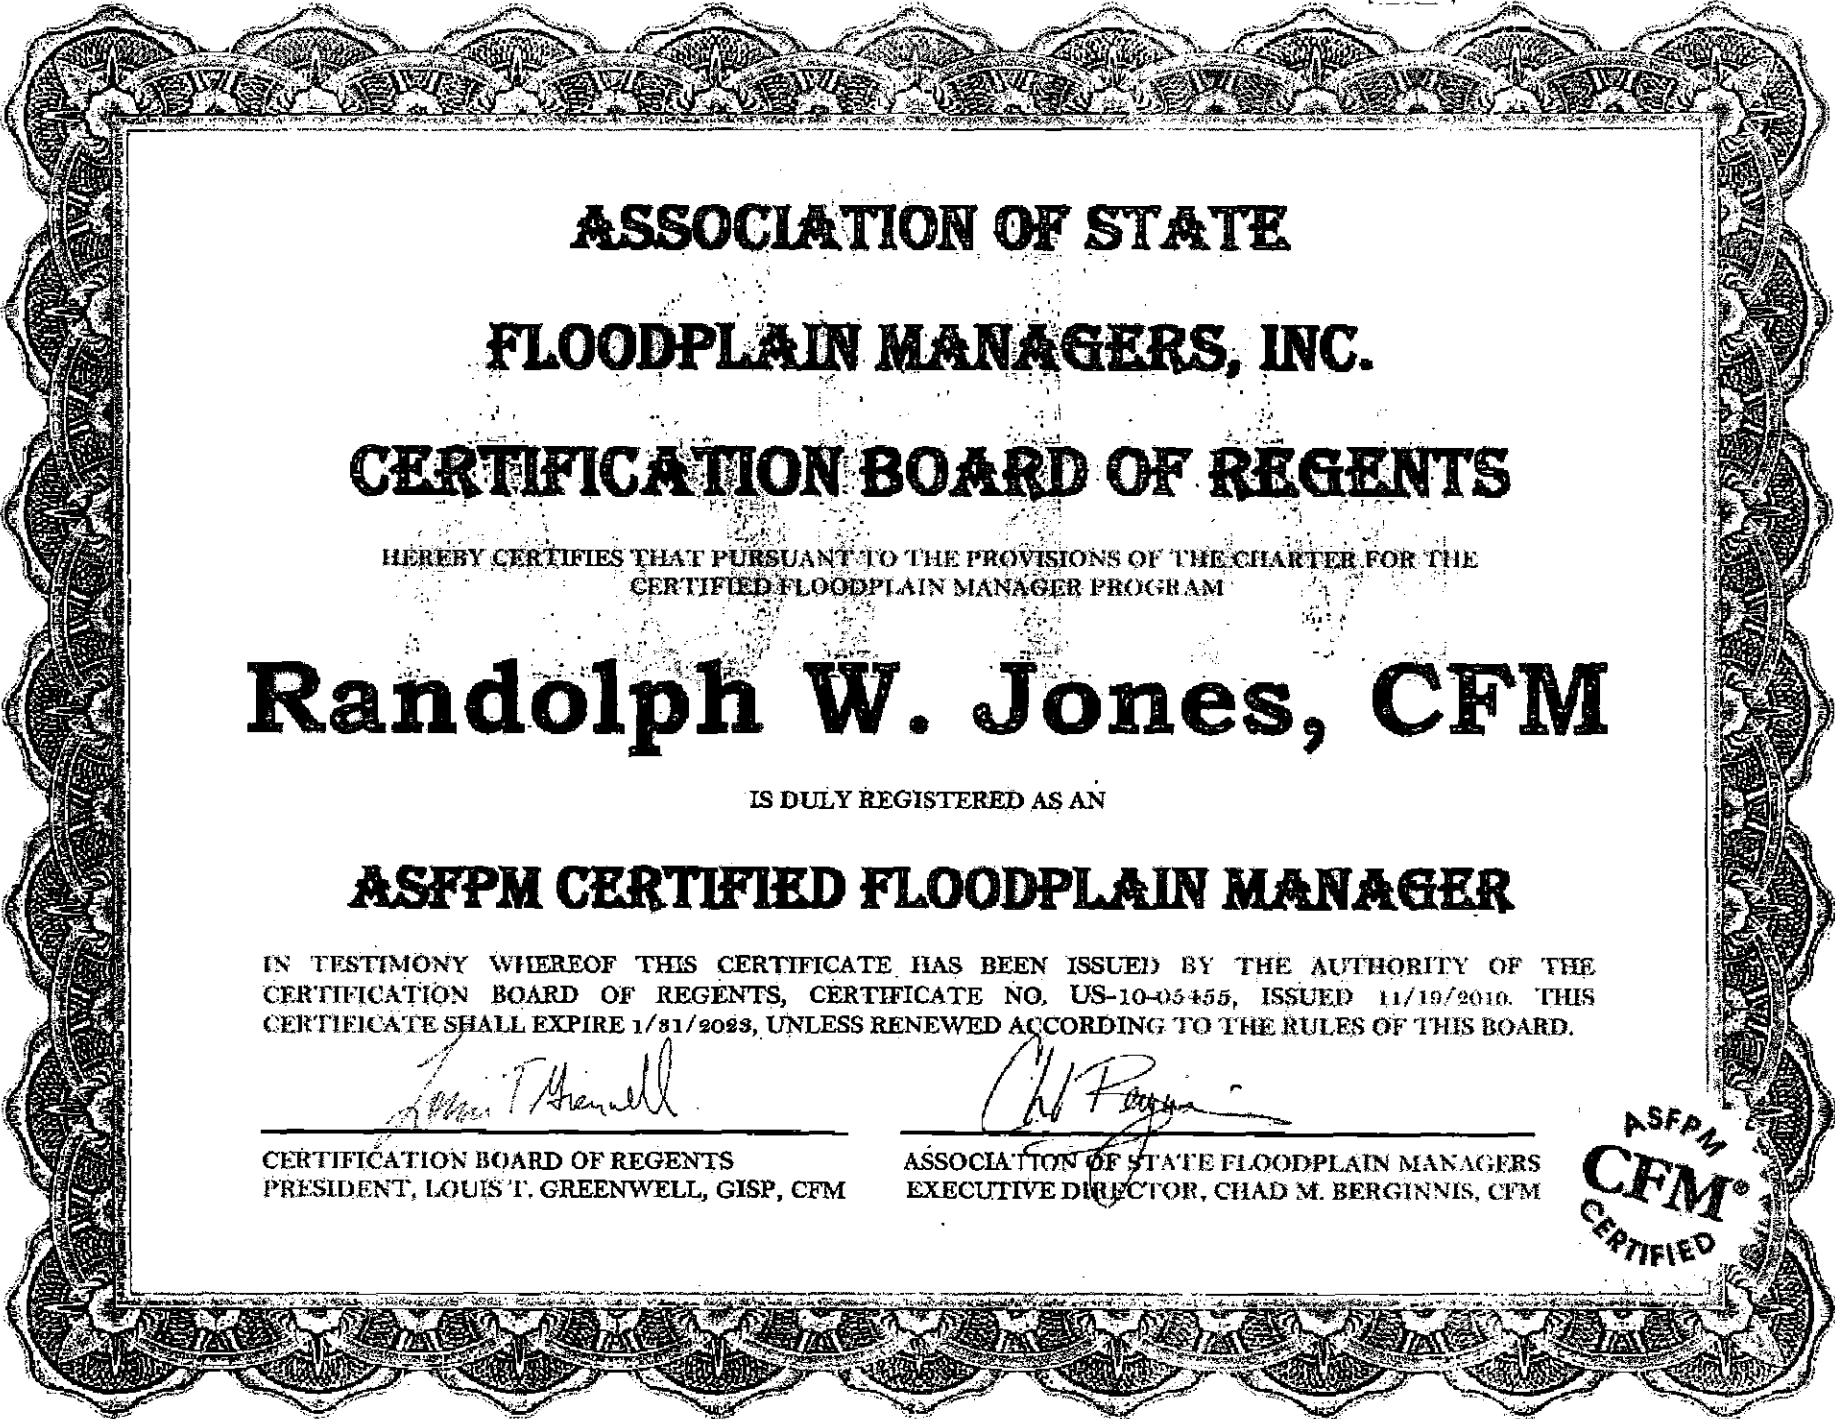 ASSOCIATION OF STATE
FLOODPLAIN MANAGERS, INC.
CERTIFICATION BOARD OF REGENTS
HEREBY CERTIFIES THAT PURSUANT TO THE PROVISIONS OF THE CHARTER FOR THE
CERTIFIED FLOODPLAIN MANAGER PROGRAM
Randolph W. Jones, CFM
IS DULY REGISTERED AS AN
ASFPM CERTIFIED FLOODPLAIN MANAGER
IN TESTIMONY WHEREOF THIS CERTIFICATE HAS BEEN ISSUED BY THE AUTHORITY OF THE
CERTIFICATION BOARD OF REGENTS, CERTIFICATE NO. US-10-05455, ISSUED 11/19/2010. THIS
CERTIFICATE SHALL EXPIRE 1/31/2023, UNLESS RENEWED ACCORDING TO THE RULES OF THIS BOARD.
CERTIFICATION BOARD OF REGENTS
PRESIDENT, LOUIS T. GREENWELL, GISP, CFM
ASSOCIATION OF STATE FLOODPLAIN MANAGERS
EXECUTIVE DIRECTOR, CHAD M. BERGINNIS, CFM
ASFPM
CFM®
CERTIFIED